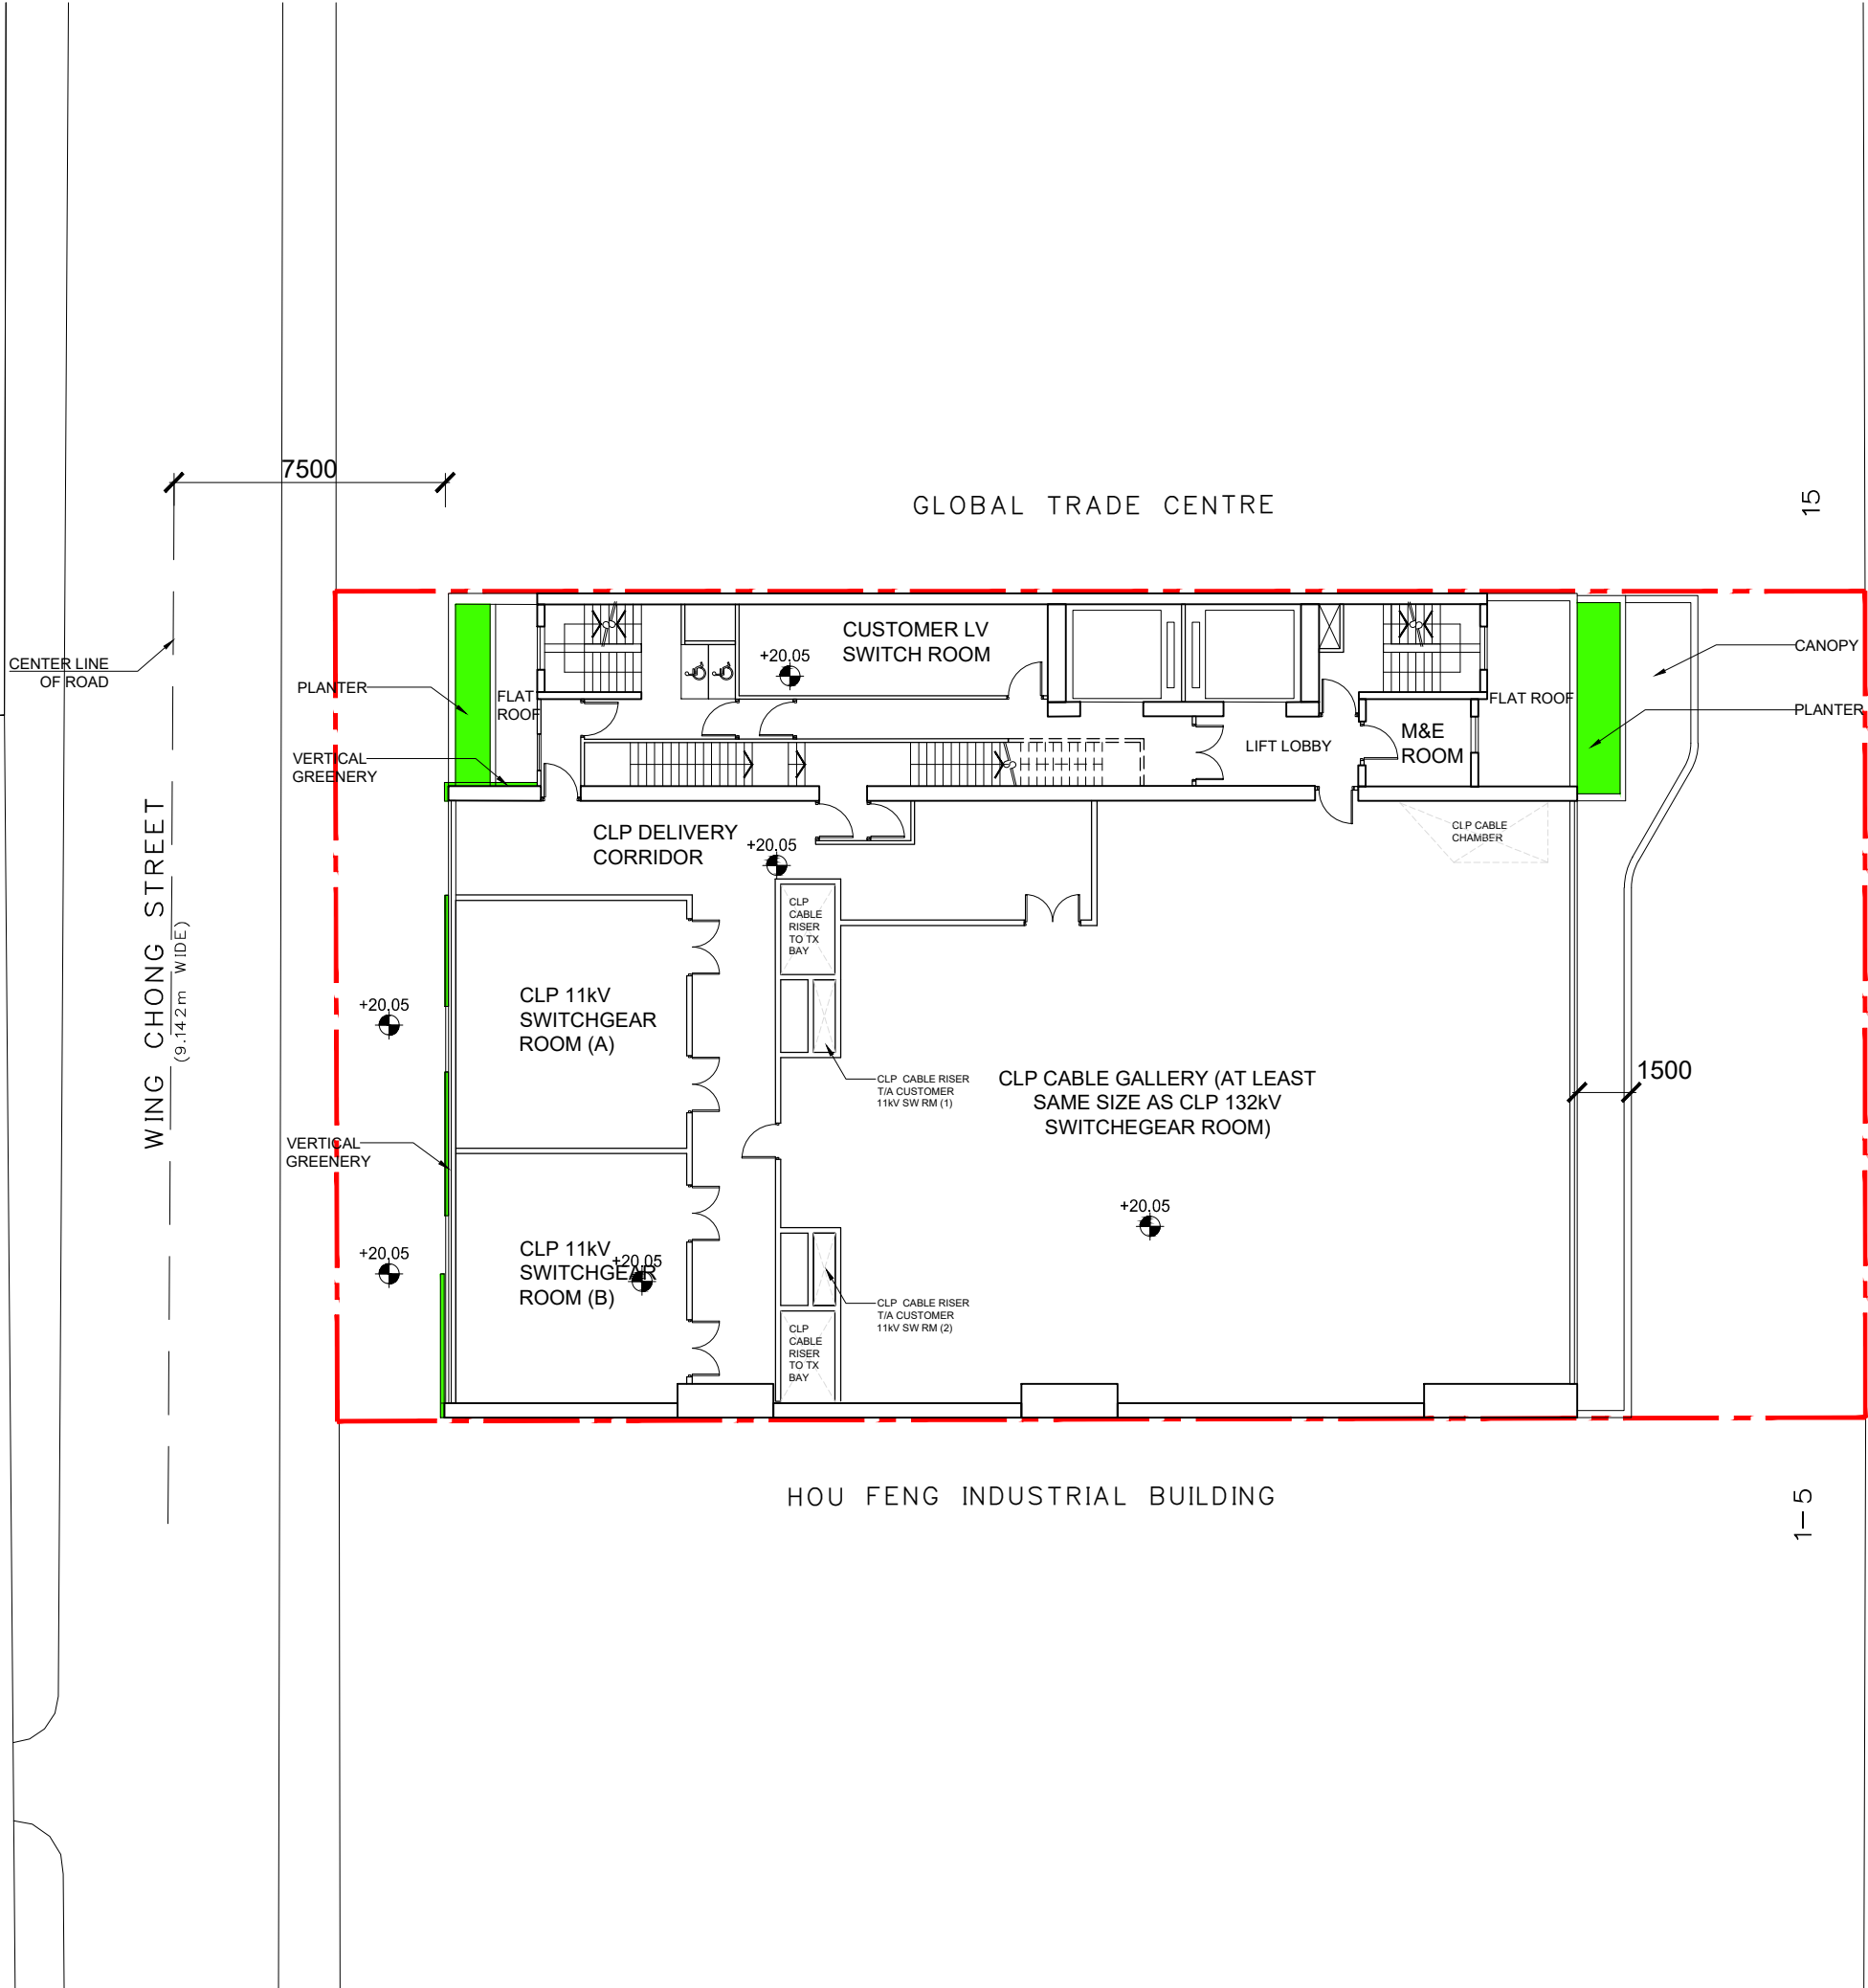 7500
GLOBAL TRADE CENTRE
15
CENTER LINE
OF ROAD
PLANTER
FLAT
ROOF
VERTICAL
GREENERY
CUSTOMER LV
SWITCH ROOM
+20.05
LIFT LOBBY
M&E
ROOM
FLAT ROOF
CANOPY
PLANTER
CLP DELIVERY
CORRIDOR
+20.05
CLP CABLE
CHAMBER
CLP
CABLE
RISER
TO TX
BAY
WING CHONG STREET
(9.142m WIDE)
+20.05
CLP 11kV
SWITCHGEAR
ROOM (A)
CLP CABLE RISER
T/A CUSTOMER
11kV SW RM (1)
CLP CABLE GALLERY (AT LEAST
SAME SIZE AS CLP 132kV
SWITCHEGEAR ROOM)
1500
VERTICAL
GREENERY
+20.05
+20.05
CLP 11kV
SWITCHGEAR
ROOM (B)
+20.05
CLP CABLE RISER
T/A CUSTOMER
11kV SW RM (2)
CLP
CABLE
RISER
TO TX
BAY
HOU FENG INDUSTRIAL BUILDING
1-5